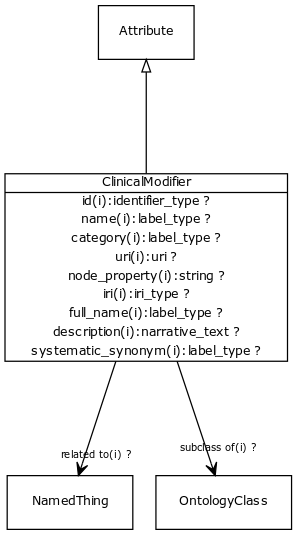 Attribute
ClinicalModifier
id(i):identifier_type ?
name(i):label_type ?
category(i):label_type ?
uri(i):uri ?
node_property(i):string ?
iri(i):iri_type ?
full_name(i):label_type ?
description(i):narrative_text ?
systematic_synonym(i):label_type ?
related to(i) ?
subclass of(i) ?
NamedThing
OntologyClass